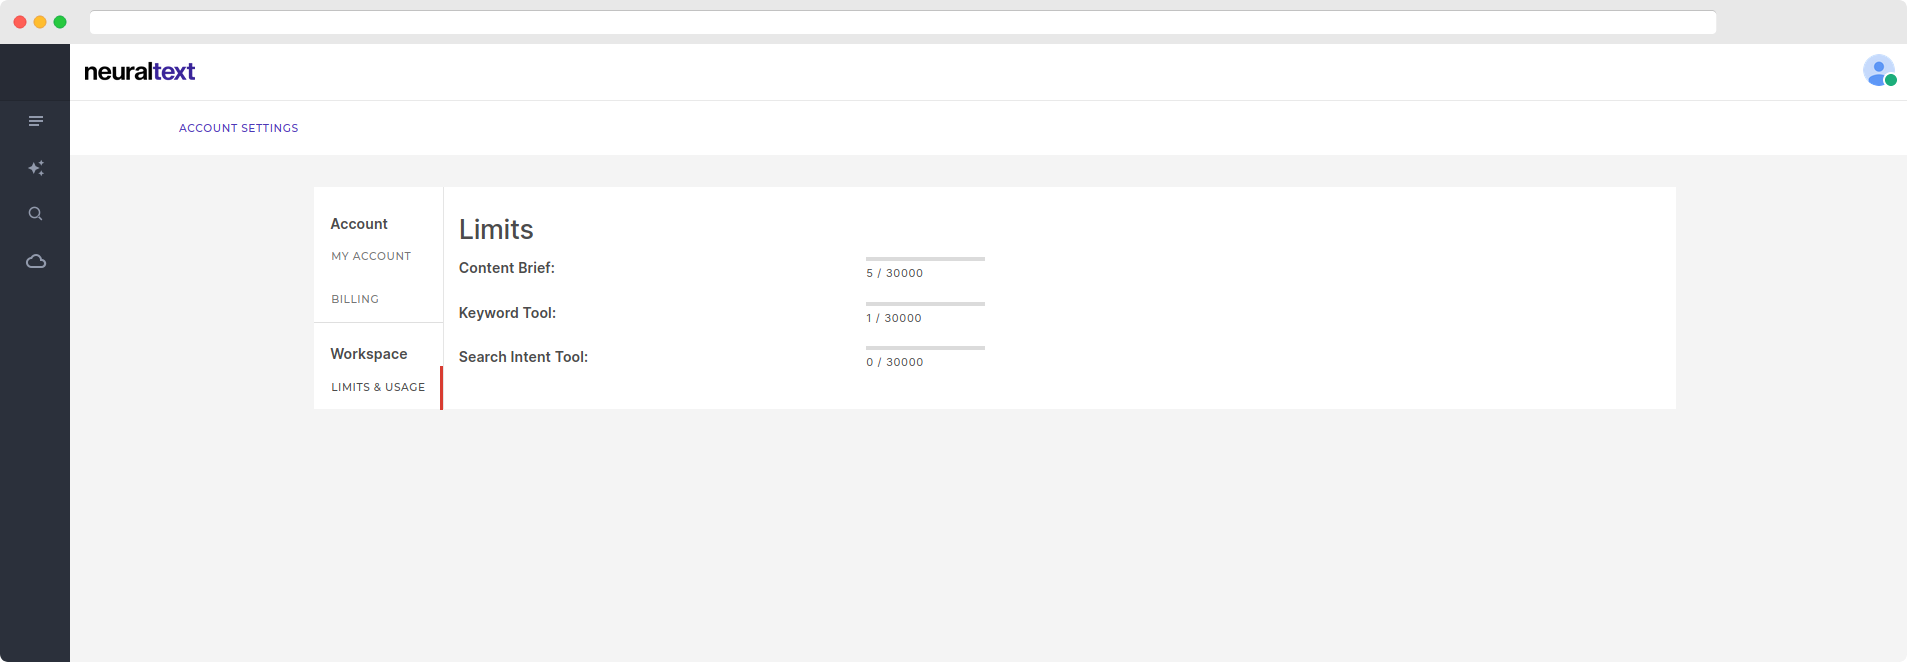 neuraltext
ACCOUNT SETTINGS
Account
MY ACCOUNT
BILLING
Workspace
LIMITS & USAGE
Limits
Content Brief:
5 / 30000
Keyword Tool:
1 / 30000
Search Intent Tool:
0 / 30000